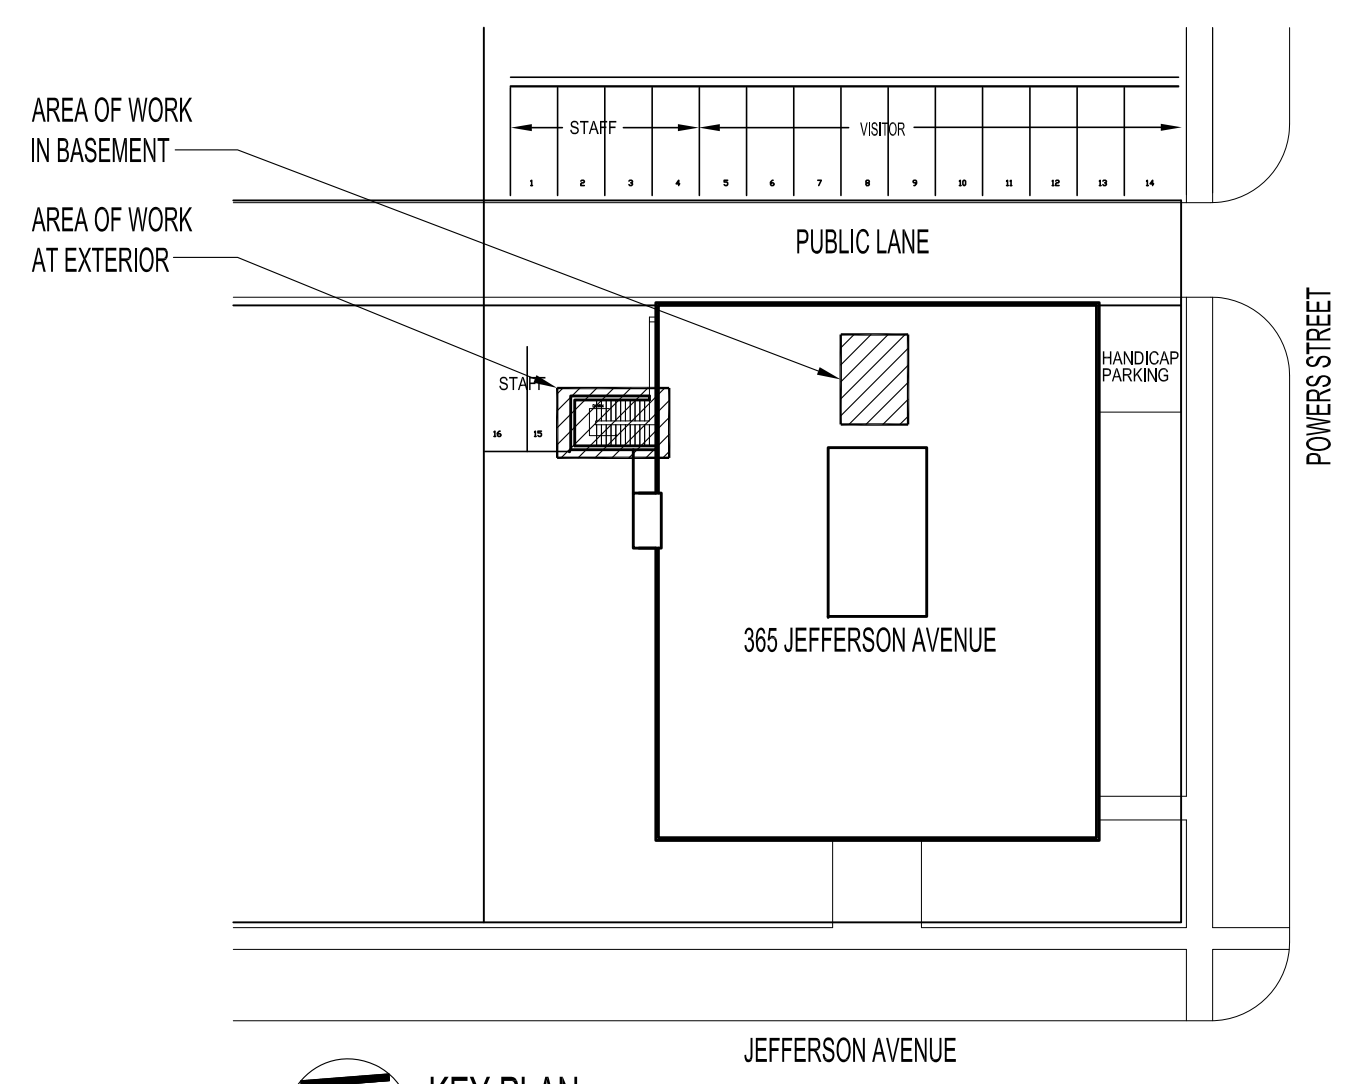 AREA OF WORK
IN BASEMENT
AREA OF WORK
AT EXTERIOR
STAFF
VISITOR
1 2 3 4 5 6 7 8 9 10 11 12 13 14
PUBLIC LANE
POWERS STREET
HANDICAP
PARKING
STAFF
16 15
365 JEFFERSON AVENUE
JEFFERSON AVENUE
KEY PLAN